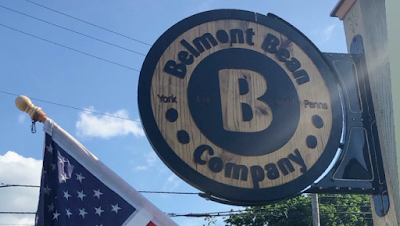 Belmont Bean
York Penna
B
Company